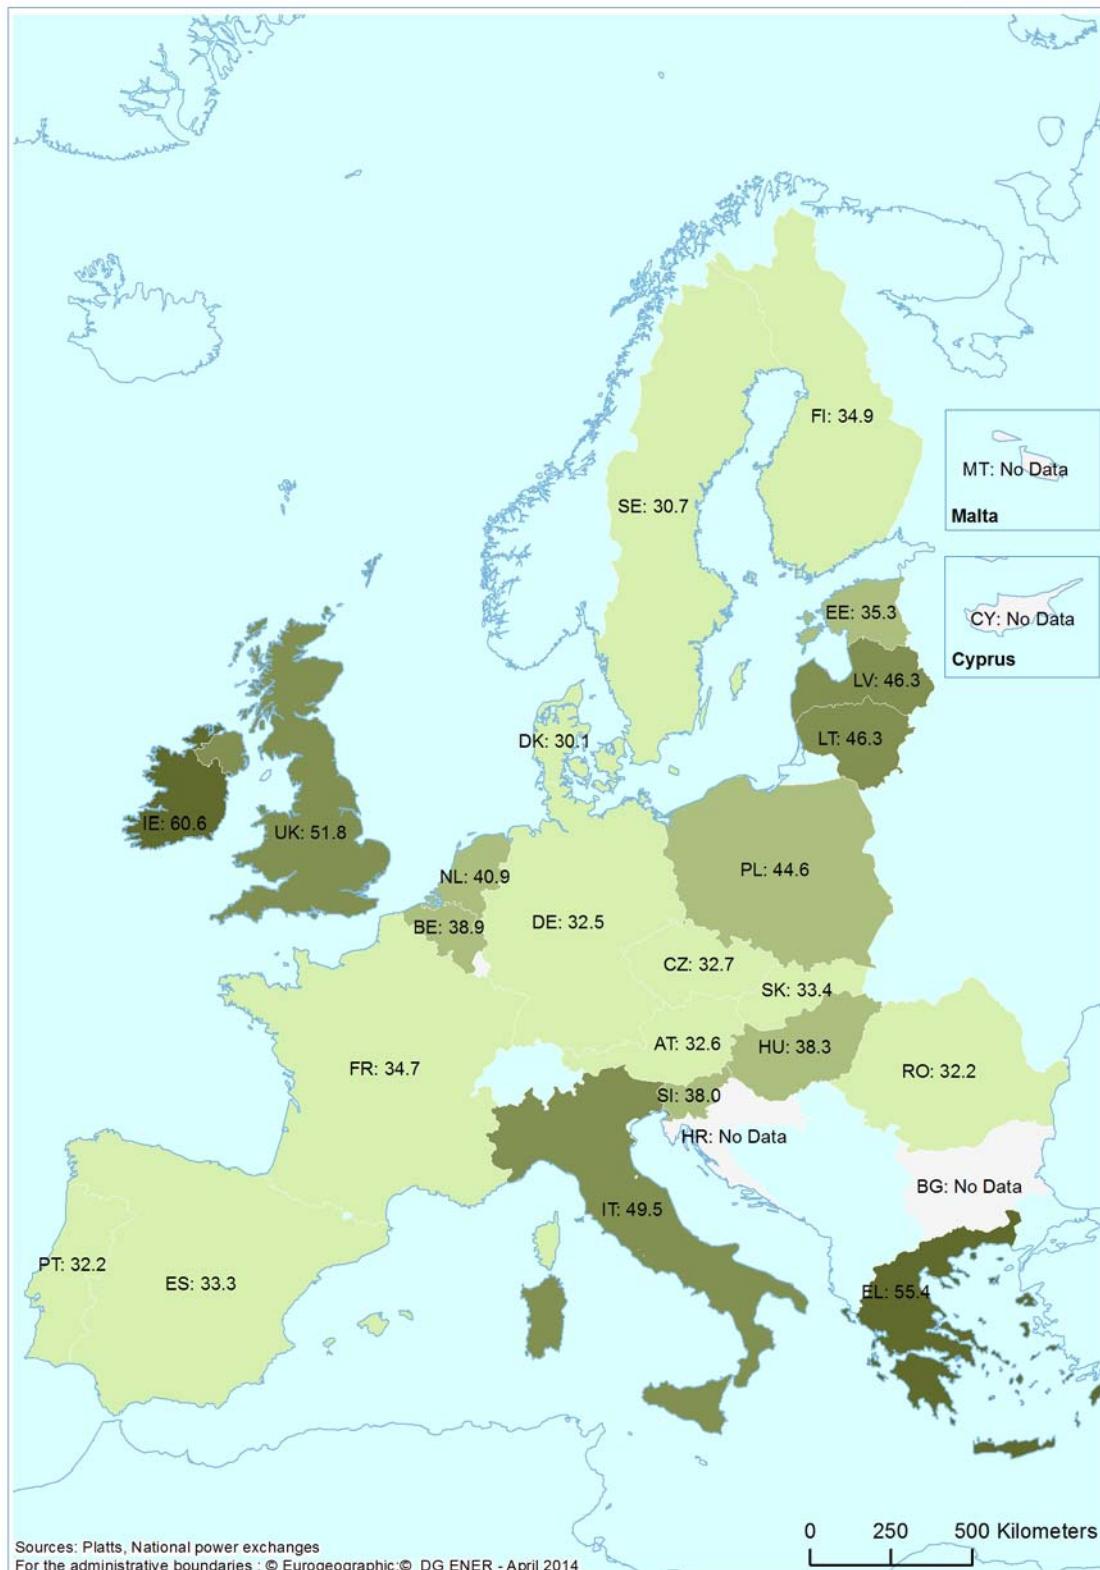 FI: 34.9
MT: No Data
Malta
SE: 30.7
EE: 35.3
CY: No Data
Cyprus
LV: 46.3
LT: 46.3
DK: 30.1
IE: 60.6
UK: 51.8
PL: 44.6
NL: 40.9
BE: 38.9
DE: 32.5
CZ: 32.7
SK: 33.4
AT: 32.6
HU: 38.3
FR: 34.7
RO: 32.2
SI: 38.0
HR: No Data
BG: No Data
IT: 49.5
PT: 32.2
ES: 33.3
EL: 55.4
0 250 500 Kilometers
Sources: Platts, National power exchanges
For the administrative boundaries : © Eurogeographic;© DG ENER - April 2014